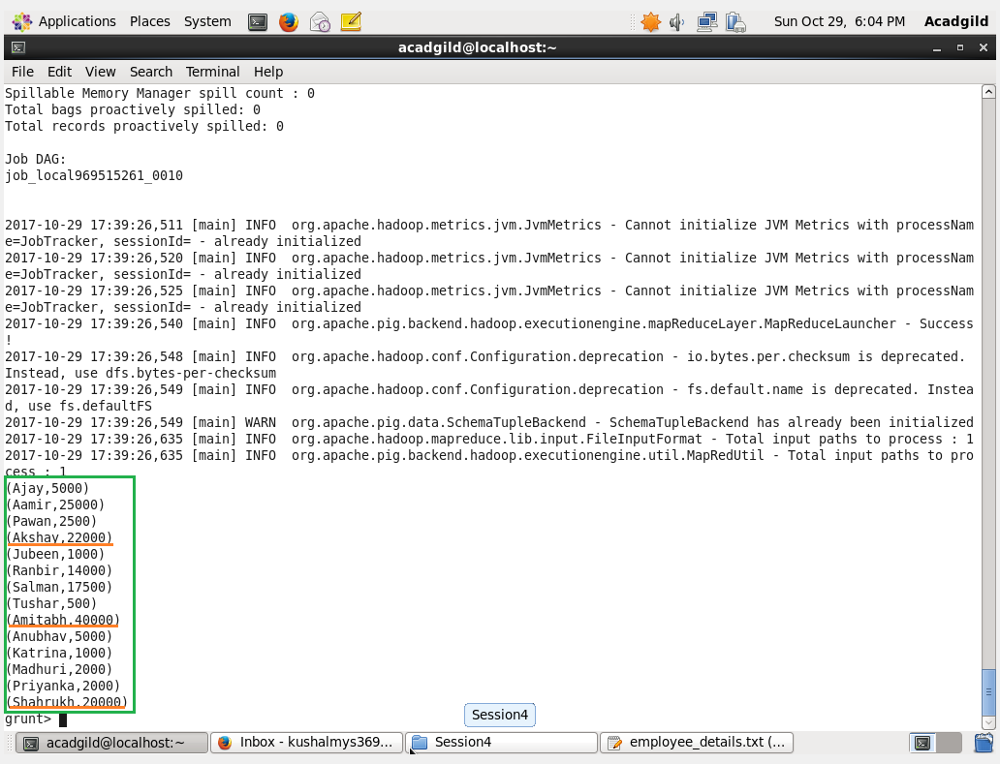 Applications Places System Sun Oct 29, 6:04 PM Acadgild
acadgild@localhost:~
File Edit View Search Terminal Help
Spillable Memory Manager spill count : 0
Total bags proactively spilled: 0
Total records proactively spilled: 0
Job DAG:
job_local969515261_0010
2017-10-29 17:39:26,511 [main] INFO  org.apache.hadoop.metrics.jvm.JvmMetrics - Cannot initialize JVM Metrics with processNam
e=JobTracker, sessionId= - already initialized
2017-10-29 17:39:26,520 [main] INFO  org.apache.hadoop.metrics.jvm.JvmMetrics - Cannot initialize JVM Metrics with processNam
e=JobTracker, sessionId= - already initialized
2017-10-29 17:39:26,525 [main] INFO  org.apache.hadoop.metrics.jvm.JvmMetrics - Cannot initialize JVM Metrics with processNam
e=JobTracker, sessionId= - already initialized
2017-10-29 17:39:26,540 [main] INFO  org.apache.pig.backend.hadoop.executionengine.mapReduceLayer.MapReduceLauncher - Success
!
2017-10-29 17:39:26,548 [main] INFO  org.apache.hadoop.conf.Configuration.deprecation - io.bytes.per.checksum is deprecated.
Instead, use dfs.bytes-per-checksum
2017-10-29 17:39:26,549 [main] INFO  org.apache.hadoop.conf.Configuration.deprecation - fs.default.name is deprecated. Instea
d, use fs.defaultFS
2017-10-29 17:39:26,549 [main] WARN  org.apache.pig.data.SchemaTupleBackend - SchemaTupleBackend has already been initialized
2017-10-29 17:39:26,635 [main] INFO  org.apache.hadoop.mapreduce.lib.input.FileInputFormat - Total input paths to process : 1
2017-10-29 17:39:26,635 [main] INFO  org.apache.pig.backend.hadoop.executionengine.util.MapRedUtil - Total input paths to pro
cess : 1
(Ajay,5000)
(Aamir,25000)
(Pawan,2500)
(Akshay,22000)
(Jubeen,1000)
(Ranbir,14000)
(Salman,17500)
(Tushar,500)
(Amitabh,40000)
(Anubhav,5000)
(Katrina,1000)
(Madhuri,2000)
(Priyanka,2000)
(Shahrukh,20000)
grunt>
Session4
acadgild@localhost:~ Inbox - kushalmys369... Session4 employee_details.txt (...